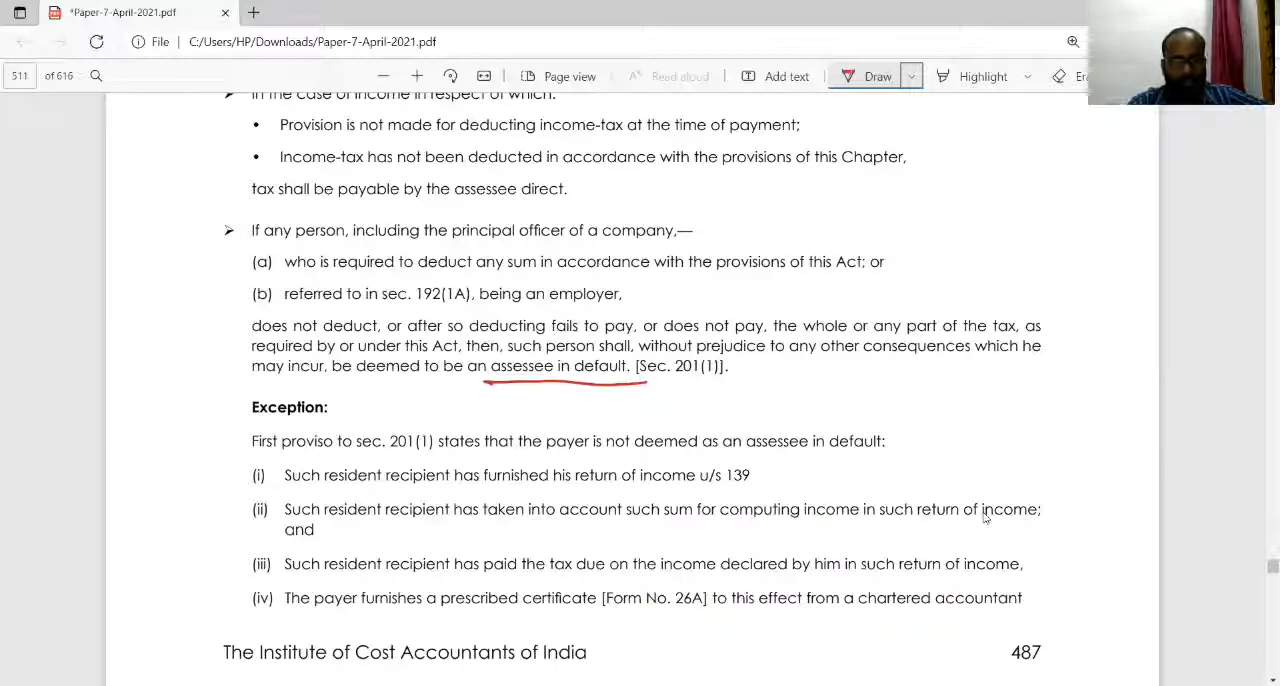 *Paper-7-April-2021.pdf
File
C:/Users/HP/Downloads/Paper-7-April-2021.pdf
511 of 616
Page view
Read aloud
Add text
Draw
Highlight
In the case of income in respect of which:
• Provision is not made for deducting income-tax at the time of payment;
• Income-tax has not been deducted in accordance with the provisions of this Chapter,
tax shall be payable by the assessee direct.
If any person, including the principal officer of a company,—
(a) who is required to deduct any sum in accordance with the provisions of this Act; or
(b) referred to in sec. 192(1A), being an employer,
does not deduct, or after so deducting fails to pay, or does not pay, the whole or any part of the tax, as
required by or under this Act, then, such person shall, without prejudice to any other consequences which he
may incur, be deemed to be an assessee in default. [Sec. 201(1)].
Exception:
First proviso to sec. 201(1) states that the payer is not deemed as an assessee in default:
(i) Such resident recipient has furnished his return of income u/s 139
(ii) Such resident recipient has taken into account such sum for computing income in such return of income;
and
(iii) Such resident recipient has paid the tax due on the income declared by him in such return of income,
(iv) The payer furnishes a prescribed certificate [Form No. 26A] to this effect from a chartered accountant
The Institute of Cost Accountants of India
487